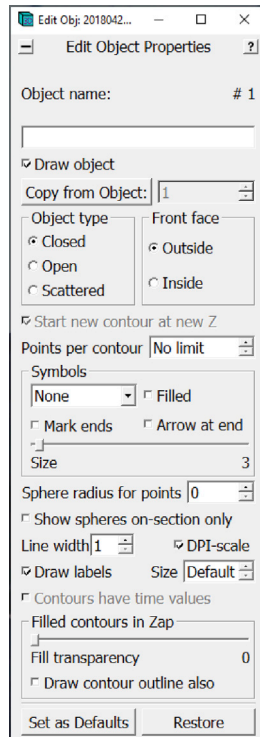 Edit Obj: 2018042...
Edit Object Properties ?
Object name: # 1
Draw object
Copy from Object: 1
Object type Front face
Closed
Outside
Open
Inside
Scattered
Start new contour at new Z
Points per contour No limit
Symbols
None Filled
Mark ends Arrow at end
Size 3
Sphere radius for points 0
Show spheres on-section only
Line width 1 DPI-scale
Draw labels Size Default
Contours have time values
Filled contours in Zap
Fill transparency 0
Draw contour outline also
Set as Defaults Restore